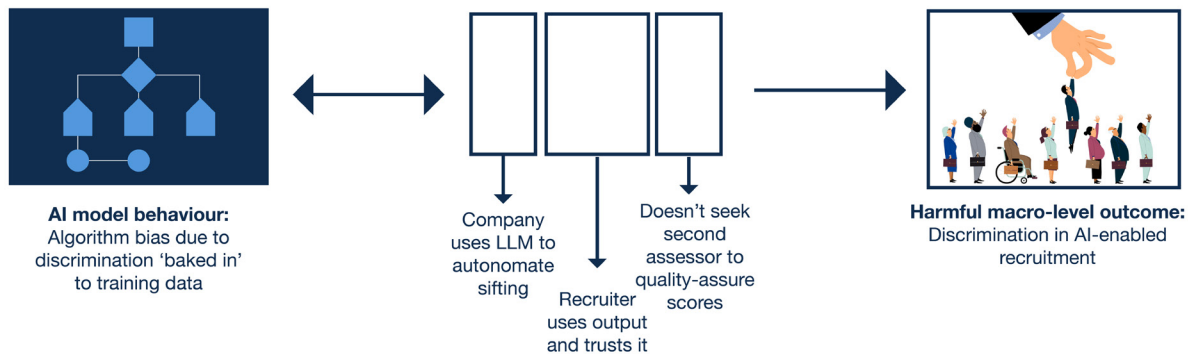 AI model behaviour:
Algorithm bias due to
discrimination ‘baked in’
to training data
Company
uses LLM to
autonomate
sifting
Recruiter
uses output
and trusts it
Doesn’t seek
second
assessor to
quality-assure
scores
Harmful macro-level outcome:
Discrimination in AI-enabled
recruitment